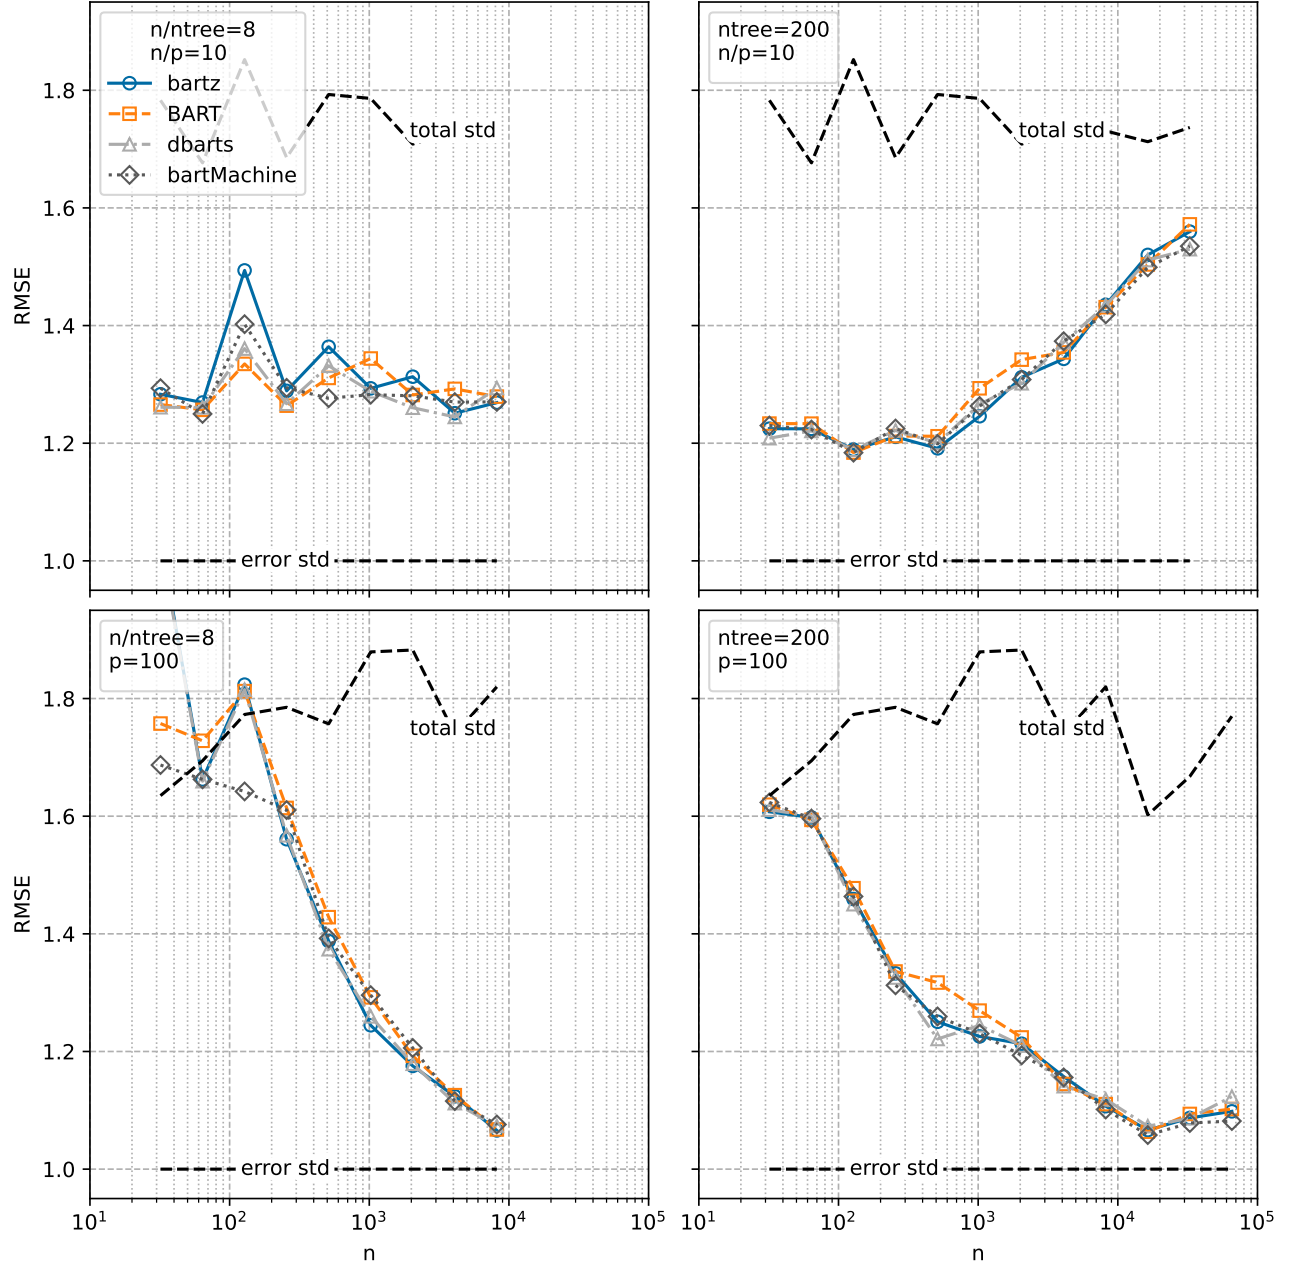 n/ntree=8
n/p=10
bartz
BART
dbarts
bartMachine
total std
error std
1.8
1.6
1.4
1.2
1.0
RMSE
ntree=200
n/p=10
total std
error std
n/ntree=8
p=100
total std
error std
1.8
1.6
1.4
1.2
1.0
RMSE
10¹ 10² 10³ 10⁴ 10⁵
n
ntree=200
p=100
total std
error std
10¹ 10² 10³ 10⁴ 10⁵
n